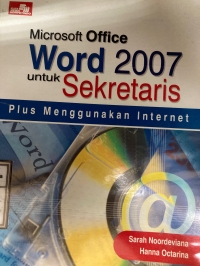 Microsoft Office
Word 2007
untuk
Sekretaris
Plus Menggunakan Internet
@
Sarah Noordeviana
Hanna Octarina